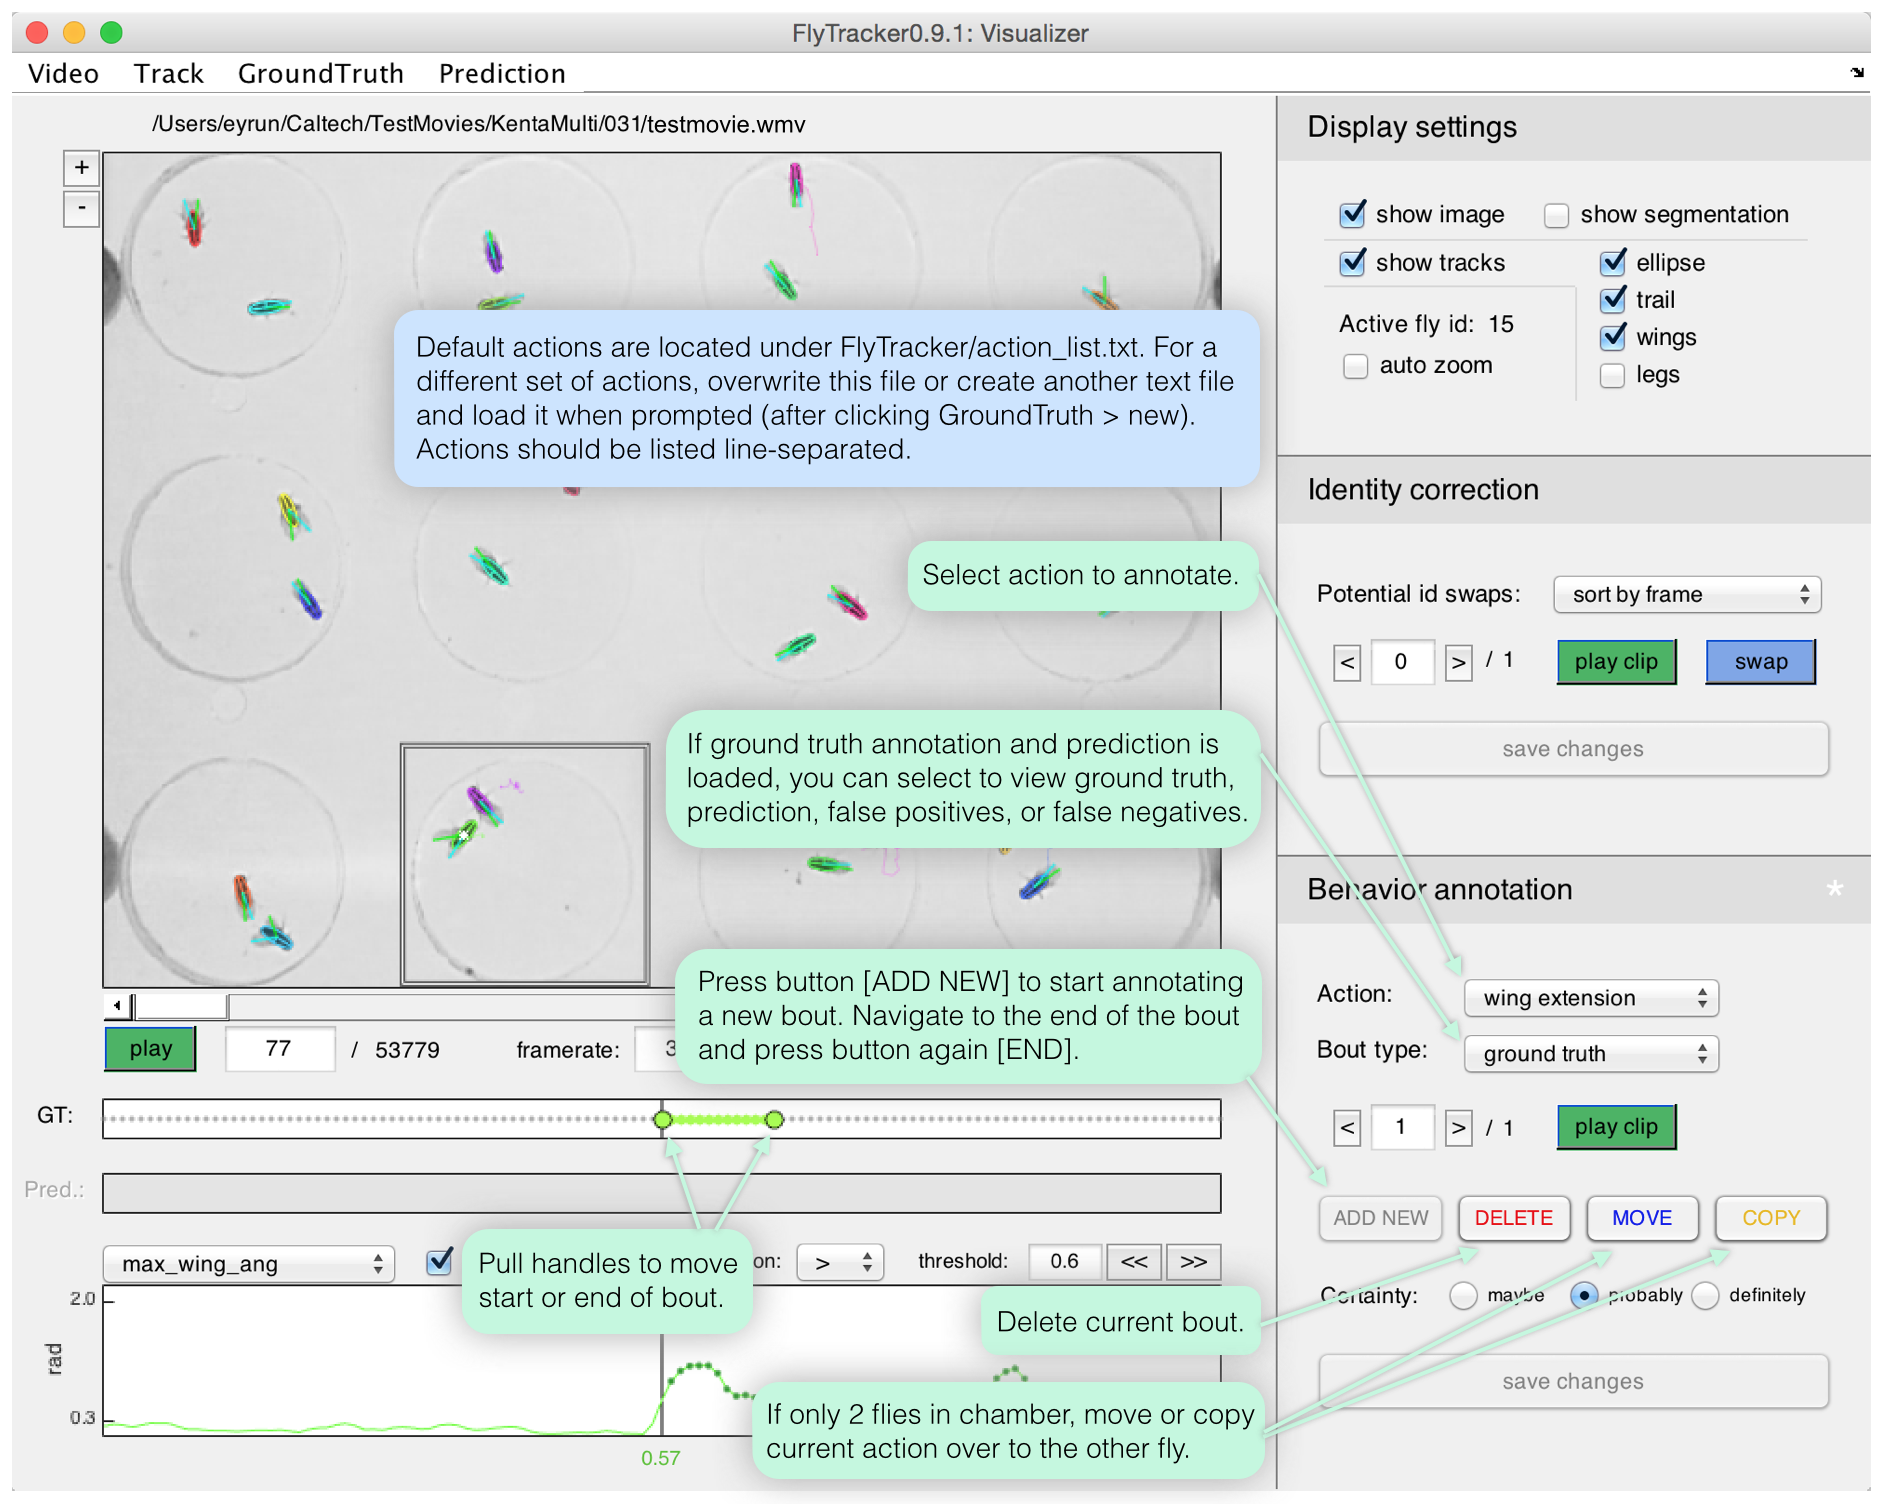 FlyTracker0.9.1: Visualizer
Video Track GroundTruth Prediction
/Users/eyrun/Caltech/TestMovies/KentaMulti/031/testmovie.wmv
+
-
Default actions are located under FlyTracker/action_list.txt. For a
different set of actions, overwrite this file or create another text file
and load it when prompted (after clicking GroundTruth > new).
Actions should be listed line-separated.
Select action to annotate.
If ground truth annotation and prediction is
loaded, you can select to view ground truth,
prediction, false positives, or false negatives.
Press button [ADD NEW] to start annotating
a new bout. Navigate to the end of the bout
and press button again [END].
play 77 / 53779 framerate: 3
GT:
Pred.:
max_wing_ang on: > threshold: 0.6 << >>
Pull handles to move
start or end of bout.
Delete current bout.
If only 2 flies in chamber, move or copy
current action over to the other fly.
2.0
rad
0.3
0.57
Display settings
show image show segmentation
show tracks ellipse
trail
Active fly id: 15
wings
auto zoom
legs
Identity correction
Potential id swaps: sort by frame
< 0 > / 1 play clip swap
save changes
Behavior annotation *
Action: wing extension
Bout type: ground truth
< 1 > / 1 play clip
ADD NEW DELETE MOVE COPY
Certainty: maybe probably definitely
save changes